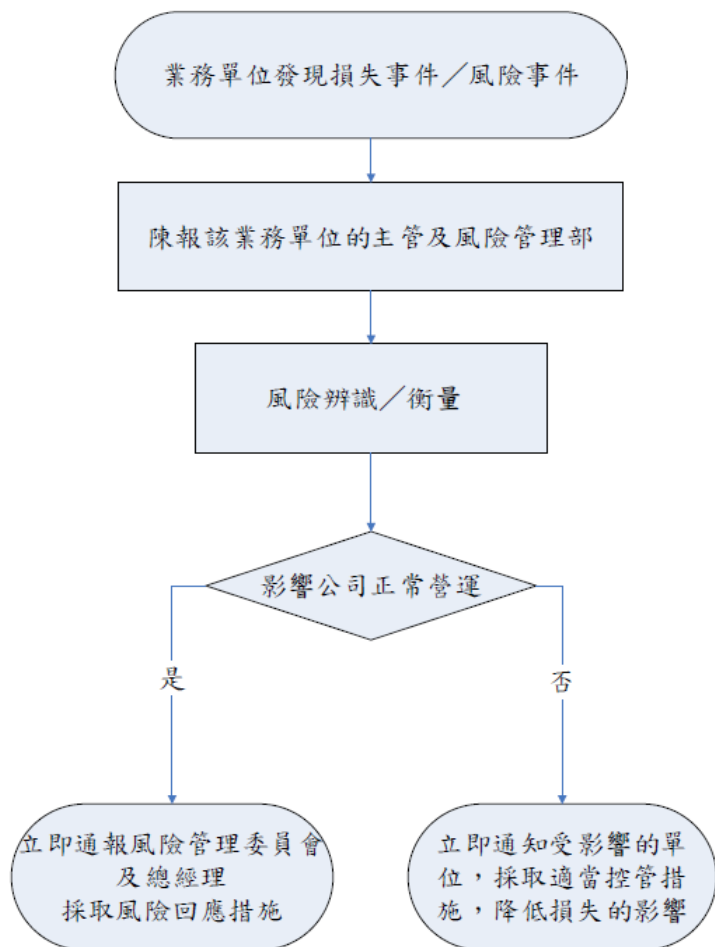 業務單位發現損失事件／風險事件
陳報該業務單位的主管及風險管理部
風險辨識／衡量
影響公司正常營運
是
否
立即通報風險管理委員會
及總經理
採取風險回應措施
立即通知受影響的單
位，採取適當控管措
施，降低損失的影響